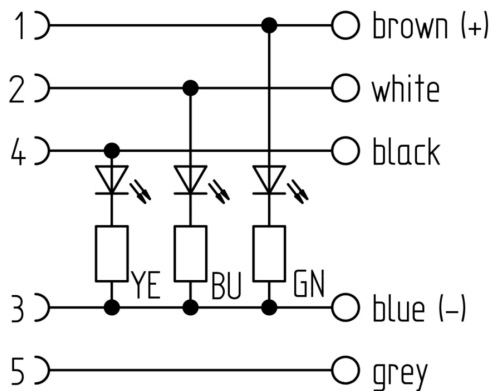 1 brown (+)
2 white
4 black
YE BU GN
3 blue (-)
5 grey